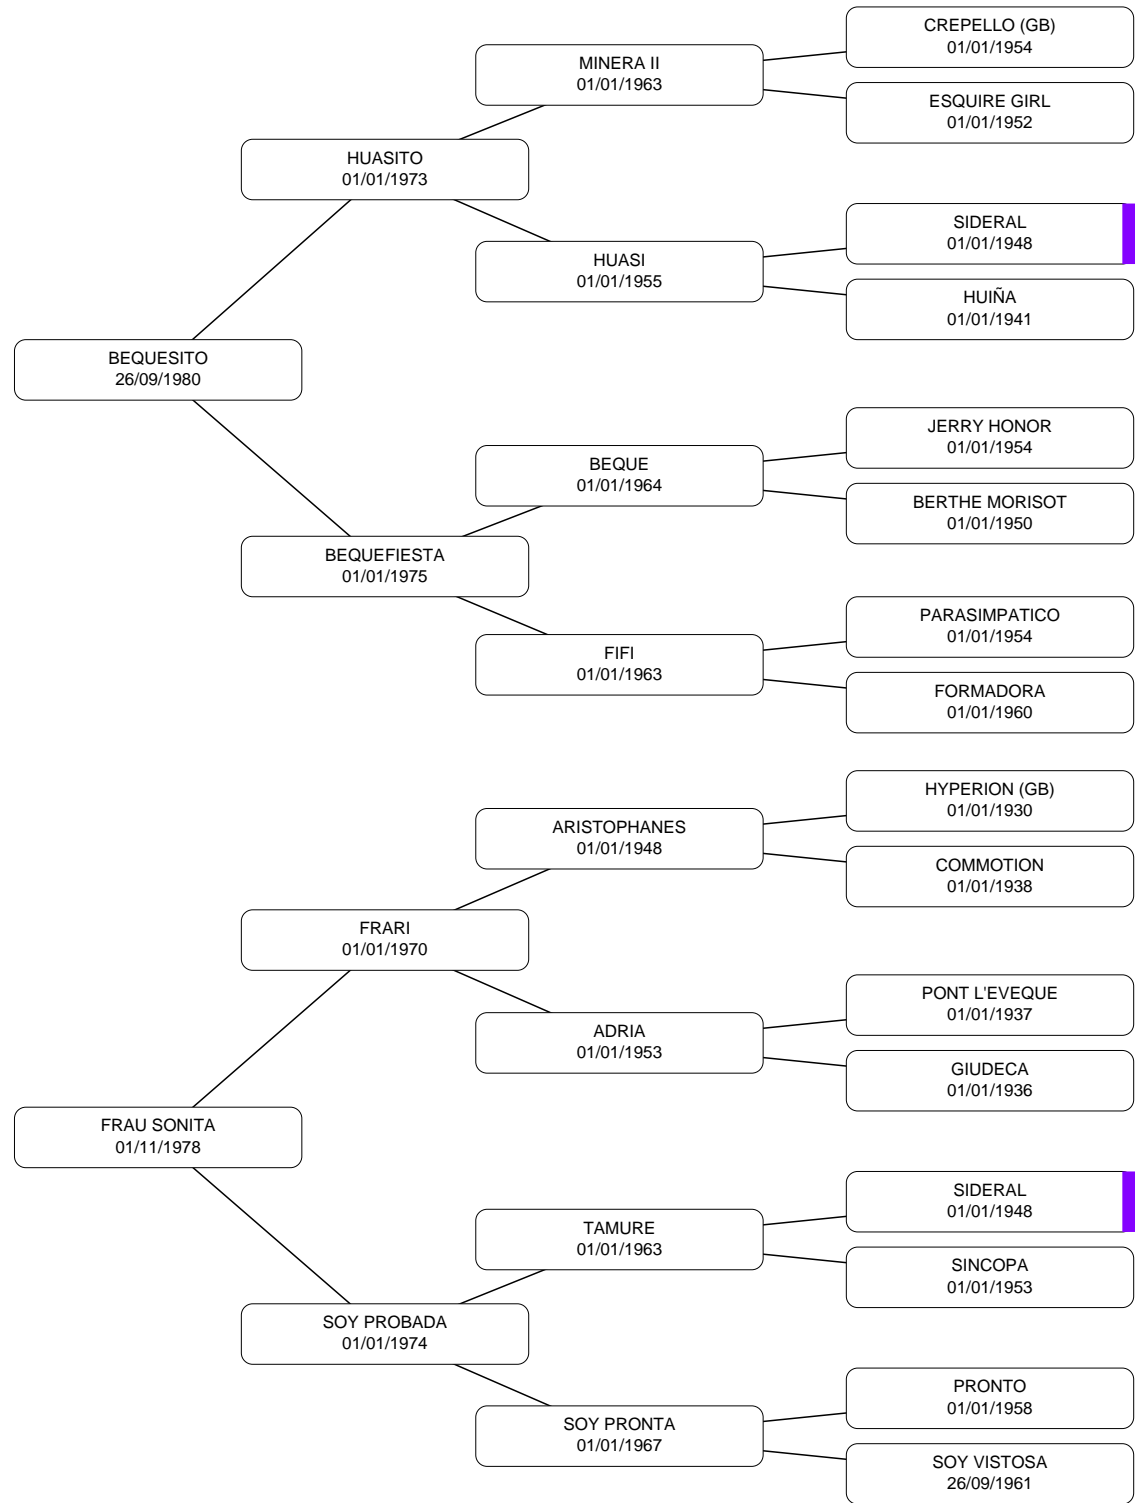 CREPELLO (GB)
01/01/1954
MINERA II
01/01/1963
ESQUIRE GIRL
01/01/1952
HUASITO
01/01/1973
SIDERAL
01/01/1948
HUASI
01/01/1955
HUIÑA
01/01/1941
BEQUESITO
26/09/1980
JERRY HONOR
01/01/1954
BEQUE
01/01/1964
BERTHE MORISOT
01/01/1950
BEQUEFIESTA
01/01/1975
PARASIMPATICO
01/01/1954
FIFI
01/01/1963
FORMADORA
01/01/1960
HYPERION (GB)
01/01/1930
ARISTOPHANES
01/01/1948
COMMOTION
01/01/1938
FRARI
01/01/1970
PONT L'EVEQUE
01/01/1937
ADRIA
01/01/1953
GIUDECA
01/01/1936
FRAU SONITA
01/11/1978
SIDERAL
01/01/1948
TAMURE
01/01/1963
SINCOPA
01/01/1953
SOY PROBADA
01/01/1974
PRONTO
01/01/1958
SOY PRONTA
01/01/1967
SOY VISTOSA
26/09/1961